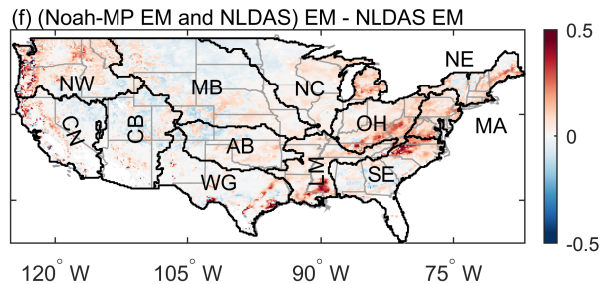 (f) (Noah-MP EM and NLDAS) EM - NLDAS EM
0.5
NE
NW
MB
NC
CN
CB
OH
MA
0
AB
LM
WG
SE
-0.5
120° W
105° W
90° W
75° W